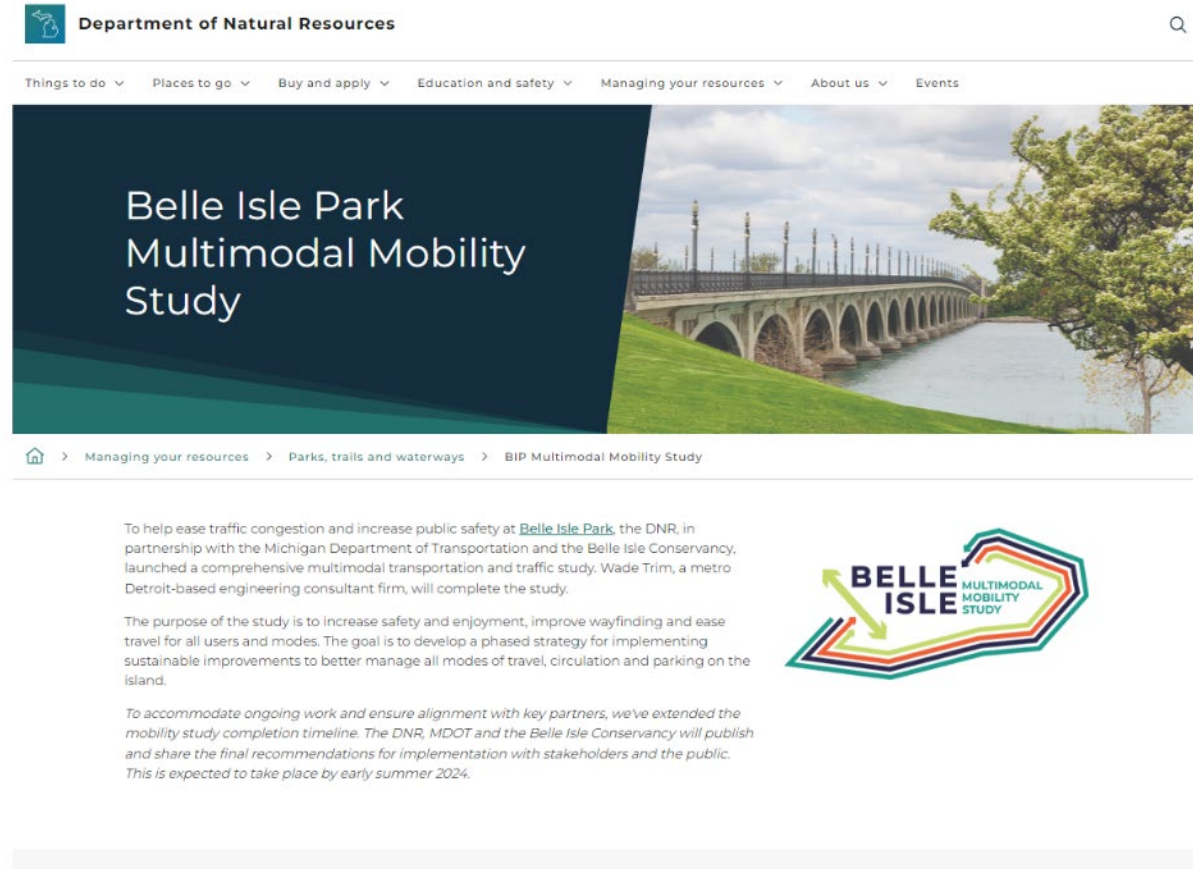 Department of Natural Resources
Things to do Places to go Buy and apply Education and safety Managing your resources About us Events
Belle Isle Park
Multimodal Mobility
Study
Managing your resources > Parks, trails and waterways > BIP Multimodal Mobility Study
To help ease traffic congestion and increase public safety at Belle Isle Park, the DNR, in
partnership with the Michigan Department of Transportation and the Belle Isle Conservancy,
launched a comprehensive multimodal transportation and traffic study. Wade Trim, a metro
Detroit-based engineering consultant firm, will complete the study.
The purpose of the study is to increase safety and enjoyment, improve wayfinding and ease
travel for all users and modes. The goal is to develop a phased strategy for implementing
sustainable improvements to better manage all modes of travel, circulation and parking on the
island.
To accommodate ongoing work and ensure alignment with key partners, we've extended the
mobility study completion timeline. The DNR, MDOT and the Belle Isle Conservancy will publish
and share the final recommendations for implementation with stakeholders and the public.
This is expected to take place by early summer 2024.
BELLE
ISLE
MULTIMODAL
MOBILITY
STUDY